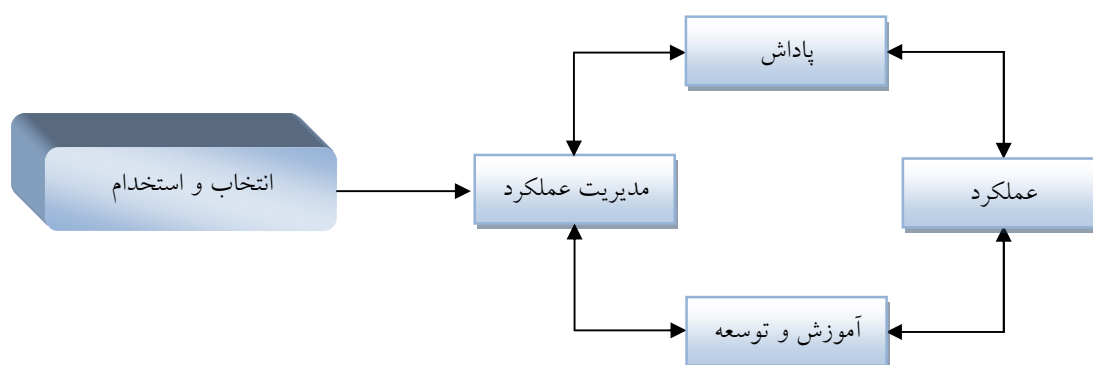 پاداش
انتخاب و استخدام
مدیریت عملکرد
عملکرد
آموزش و توسعه